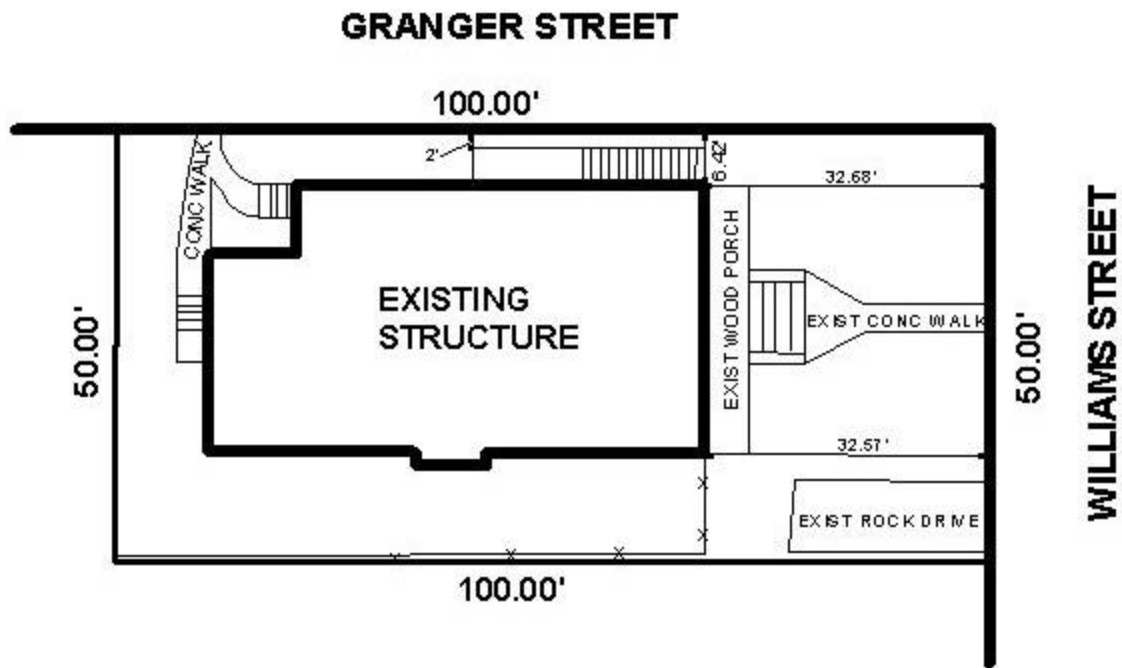 GRANGER STREET
100.00'
2'
6.42
32.68'
CONC WALK
EXISTING
STRUCTURE
EXIST WOOD PORCH
EXIST CONC WALK
50.00'
50.00'
WILLIAMS STREET
32.57'
EXIST ROCK DRIVE
100.00'